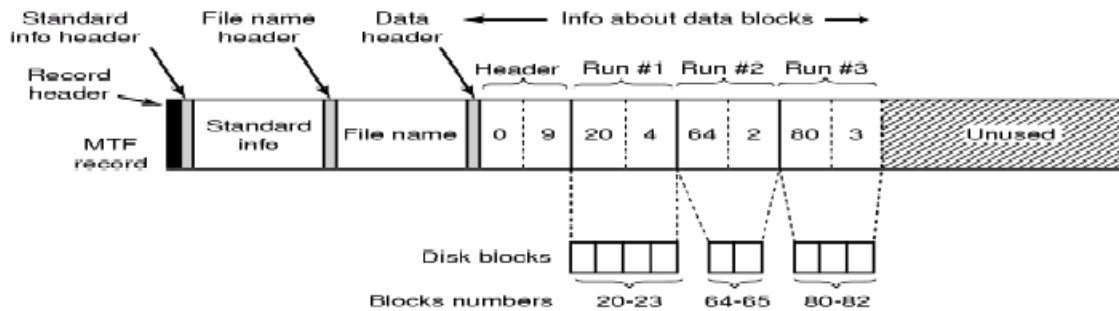 Standard info header
File name header
Data header
Info about data blocks
Record header
Header
Run #1
Run #2
Run #3
MTF record
Standard info
File name
0 9 20 4 64 2 80 3
Unused
Disk blocks
Blocks numbers 20-23 64-65 80-82